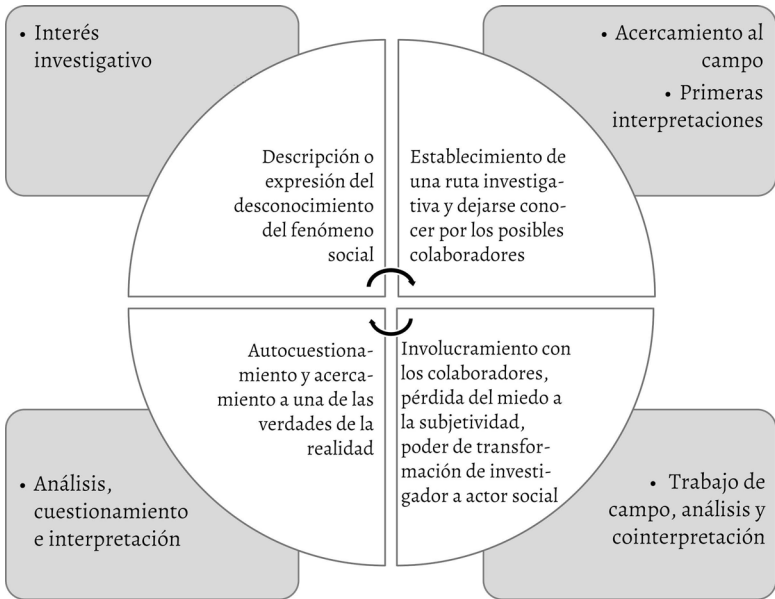 • Interés
investigativo
• Acercamiento al
campo
• Primeras
interpretaciones
Descripción o
expresión del
desconocimiento
del fenómeno
social
Establecimiento de
una ruta investiga-
tiva y dejarse cono-
cer por los posibles
colaboradores
Autocuestiona-
miento y acerca-
miento a una de las
verdades de la
realidad
Involucramiento con
los colaboradores,
pérdida del miedo a
la subjetividad,
poder de transfor-
mación de investi-
gador a actor social
• Análisis,
cuestionamiento
e interpretación
• Trabajo de
campo, análisis y
cointerpretación